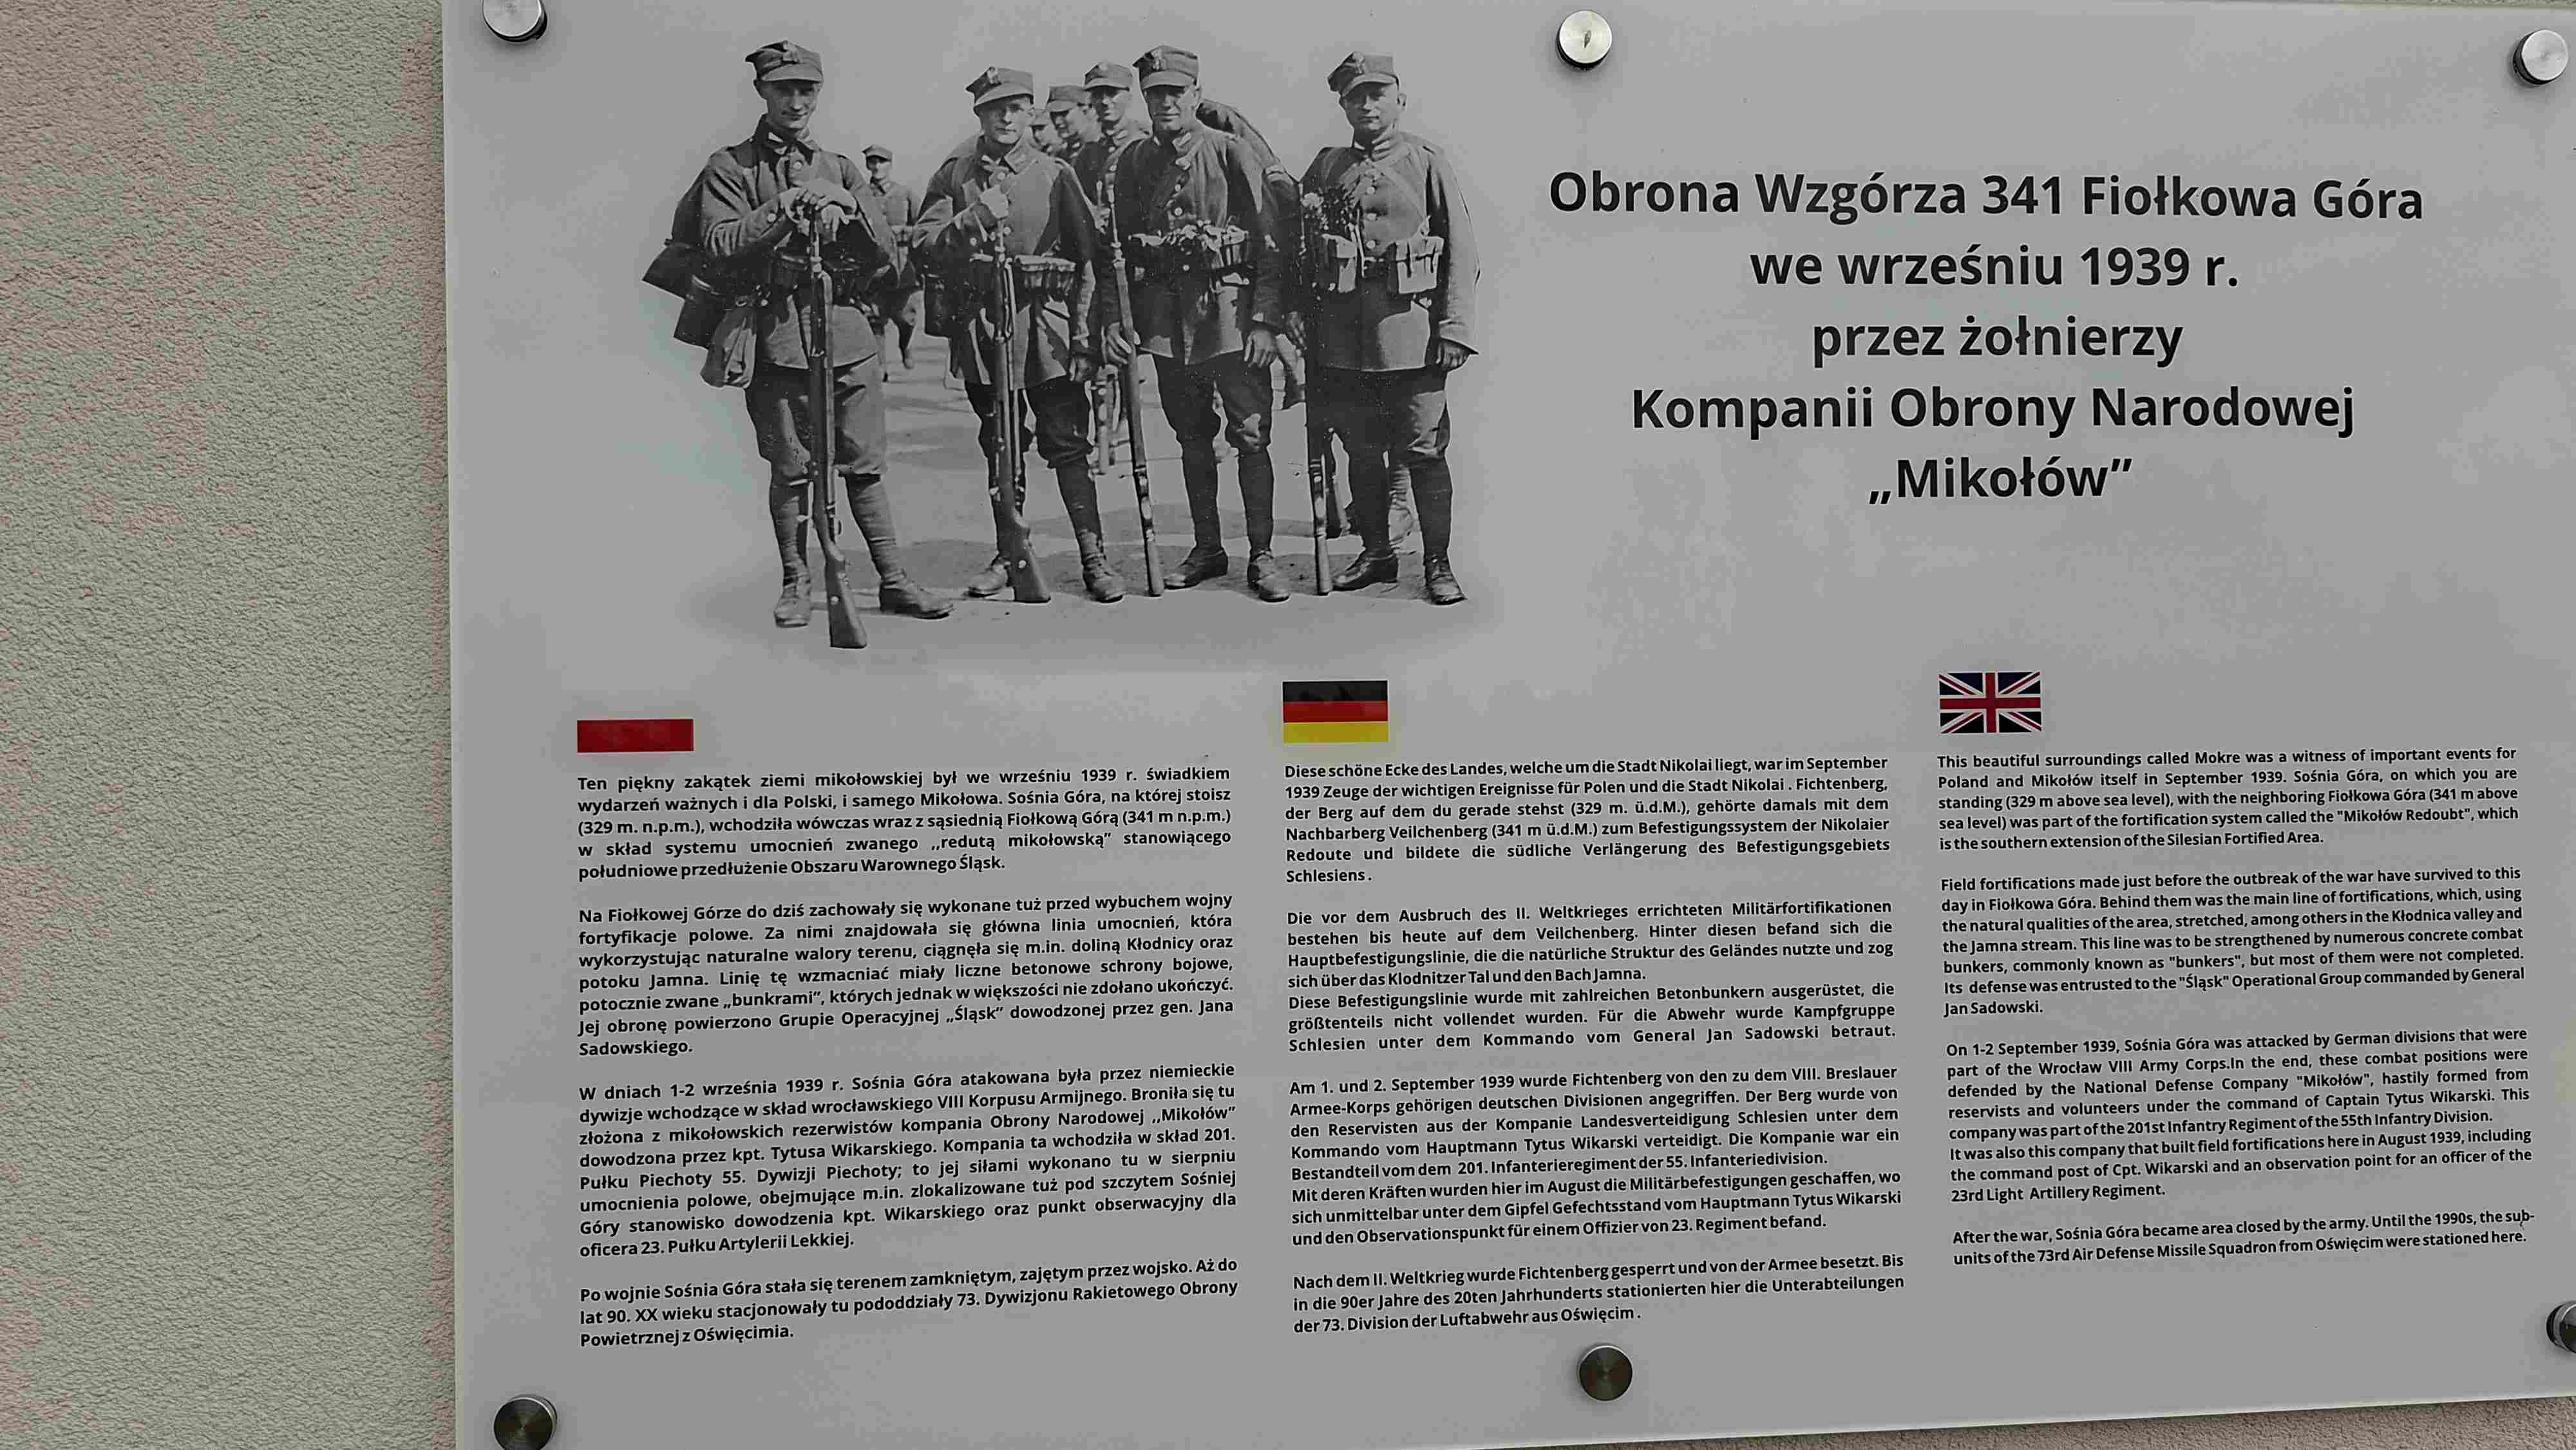 Obrona Wzgórza 341 Fiołkowa Góra
we wrześniu 1939 r.
przez żołnierzy
Kompanii Obrony Narodowej
„Mikołów”
Ten piękny zakątek ziemi mikołowskiej był we wrześniu 1939 r. świadkiem
wydarzeń ważnych i dla Polski, i samego Mikołowa. Sośnia Góra, na której stoisz
(329 m. n.p.m.), wchodziła wówczas wraz z sąsiednią Fiołkową Górą (341 m n.p.m.)
w skład systemu umocnień zwanego ,,redutą mikołowską” stanowiącego
południowe przedłużenie Obszaru Warownego Śląsk.
Na Fiołkowej Górze do dziś zachowały się wykonane tuż przed wybuchem wojny
fortyfikacje polowe. Za nimi znajdowała się główna linia umocnień, która
wykorzystując naturalne walory terenu, ciągnęła się m.in. doliną Kłodnicy oraz
potoku Jamna. Linię tę wzmacniać miały liczne betonowe schrony bojowe,
potocznie zwane „bunkrami”, których jednak w większości nie zdołano ukończyć.
Jej obronę powierzono Grupie Operacyjnej „Śląsk” dowodzonej przez gen. Jana
Sadowskiego.
W dniach 1-2 września 1939 r. Sośnia Góra atakowana była przez niemieckie
dywizje wchodzące w skład wrocławskiego VIII Korpusu Armijnego. Broniła się tu
złożona z mikołowskich rezerwistów kompania Obrony Narodowej ,,Mikołów”
dowodzona przez kpt. Tytusa Wikarskiego. Kompania ta wchodziła w skład 201.
Pułku Piechoty 55. Dywizji Piechoty; to jej siłami wykonano tu w sierpniu
umocnienia polowe, obejmujące m.in. zlokalizowane tuż pod szczytem Sośniej
Góry stanowisko dowodzenia kpt. Wikarskiego oraz punkt obserwacyjny dla
oficera 23. Pułku Artylerii Lekkiej.
Po wojnie Sośnia Góra stała się terenem zamkniętym, zajętym przez wojsko. Aż do
lat 90. XX wieku stacjonowały tu pododdziały 73. Dywizjonu Rakietowego Obrony
Powietrznej z Oświęcimia.
Diese schöne Ecke des Landes, welche um die Stadt Nikolai liegt, war im September
1939 Zeuge der wichtigen Ereignisse für Polen und die Stadt Nikolai . Fichtenberg,
der Berg auf dem du gerade stehst (329 m. ü.d.M.), gehörte damals mit dem
Nachbarberg Veilchenberg (341 m ü.d.M.) zum Befestigungssystem der Nikolaier
Redoute und bildete die südliche Verlängerung des Befestigungsgebiets
Schlesiens .
Die vor dem Ausbruch des II. Weltkrieges errichteten Militärfortifikationen
bestehen bis heute auf dem Veilchenberg. Hinter diesen befand sich die
Hauptbefestigungslinie, die die natürliche Struktur des Geländes nutzte und zog
sich über das Klodnitzer Tal und den Bach Jamna.
Diese Befestigungslinie wurde mit zahlreichen Betonbunkern ausgerüstet, die
größtenteils nicht vollendet wurden. Für die Abwehr wurde Kampfgruppe
Schlesien unter dem Kommando vom General Jan Sadowski betraut.
Am 1. und 2. September 1939 wurde Fichtenberg von den zu dem VIII. Breslauer
Armee-Korps gehörigen deutschen Divisionen angegriffen. Der Berg wurde von
den Reservisten aus der Kompanie Landesverteidigung Schlesien unter dem
Kommando vom Hauptmann Tytus Wikarski verteidigt. Die Kompanie war ein
Bestandteil vom dem 201. Infanterieregiment der 55. Infanteriedivision.
Mit deren Kräften wurden hier im August die Militärbefestigungen geschaffen, wo
sich unmittelbar unter dem Gipfel Gefechtsstand vom Hauptmann Tytus Wikarski
und den Observationspunkt für einem Offizier von 23. Regiment befand.
Nach dem II. Weltkrieg wurde Fichtenberg gesperrt und von der Armee besetzt. Bis
in die 90er Jahre des 20ten Jahrhunderts stationierten hier die Unterabteilungen
der 73. Division der Luftabwehr aus Oświęcim .
This beautiful surroundings called Mokre was a witness of important events for
Poland and Mikołów itself in September 1939. Sośnia Góra, on which you are
standing (329 m above sea level), with the neighboring Fiołkowa Góra (341 m above
sea level) was part of the fortification system called the "Mikołów Redoubt", which
is the southern extension of the Silesian Fortified Area.
Field fortifications made just before the outbreak of the war have survived to this
day in Fiołkowa Góra. Behind them was the main line of fortifications, which, using
the natural qualities of the area, stretched, among others in the Kłodnica valley and
the Jamna stream. This line was to be strengthened by numerous concrete combat
bunkers, commonly known as "bunkers", but most of them were not completed.
Its defense was entrusted to the "Śląsk" Operational Group commanded by General
Jan Sadowski.
On 1-2 September 1939, Sośnia Góra was attacked by German divisions that were
part of the Wrocław VIII Army Corps.In the end, these combat positions were
defended by the National Defense Company "Mikołów", hastily formed from
reservists and volunteers under the command of Captain Tytus Wikarski. This
company was part of the 201st Infantry Regiment of the 55th Infantry Division.
It was also this company that built field fortifications here in August 1939, including
the command post of Cpt. Wikarski and an observation point for an officer of the
23rd Light Artillery Regiment.
After the war, Sośnia Góra became area closed by the army. Until the 1990s, the sub-
units of the 73rd Air Defense Missile Squadron from Oświęcim were stationed here.